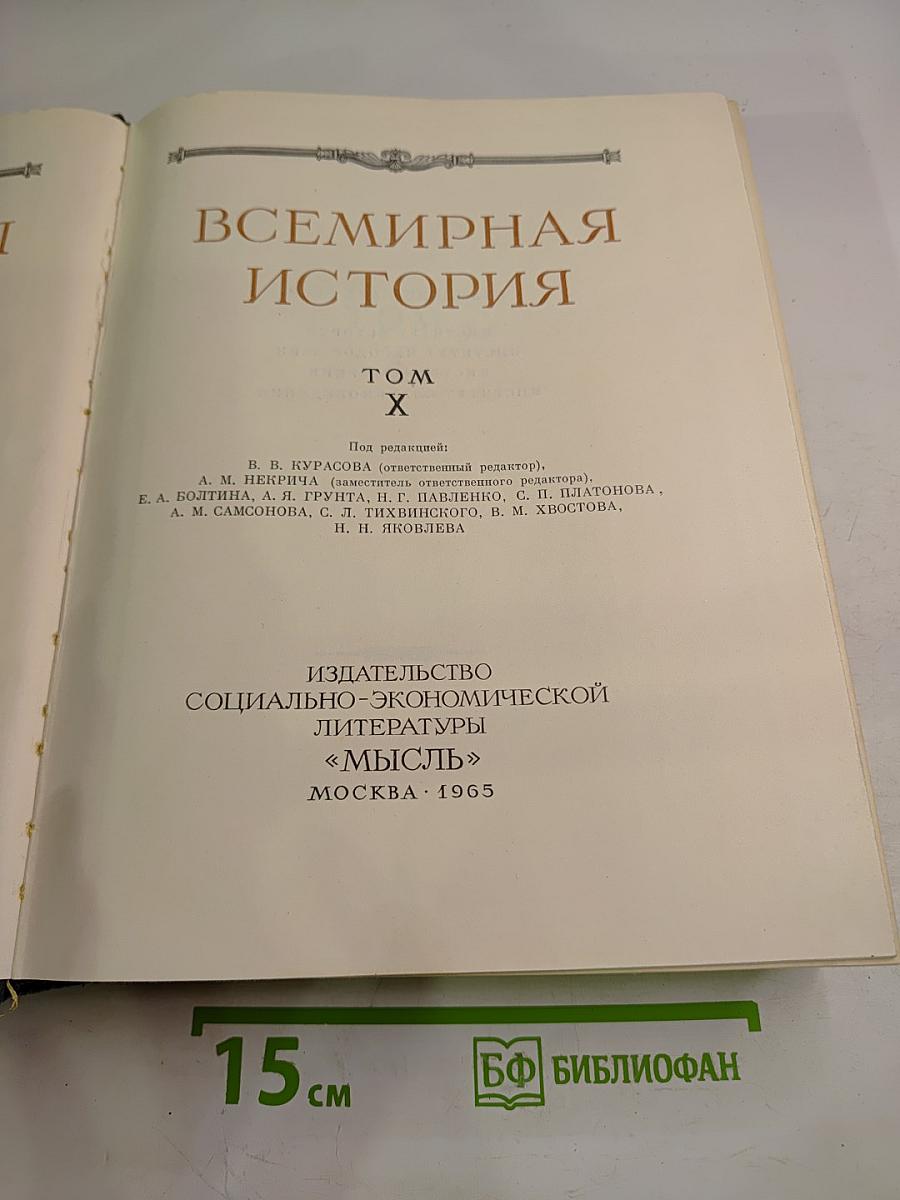 ВСЕМИРНАЯ
ИСТОРИЯ
ТОМ
X
Под редакцией:
В. В. КУРАСОВА (ответственный редактор),
А. М. НЕКРИЧА (заместитель ответственного редактора),
Е. А. БОЛТИНА, А. Я. ГРУНТА, Н. Г. ПАВЛЕНКО, С. П. ПЛАТОНОВА,
А. М. САМСОНОВА, С. Л. ТИХВИНСКОГО, В. М. ХВОСТОВА,
Н. Н. ЯКОВЛЕВА
ИЗДАТЕЛЬСТВО
СОЦИАЛЬНО-ЭКОНОМИЧЕСКОЙ
ЛИТЕРАТУРЫ
«МЫСЛЬ»
МОСКВА · 1965
15 см
БФ БИБЛИОФАН